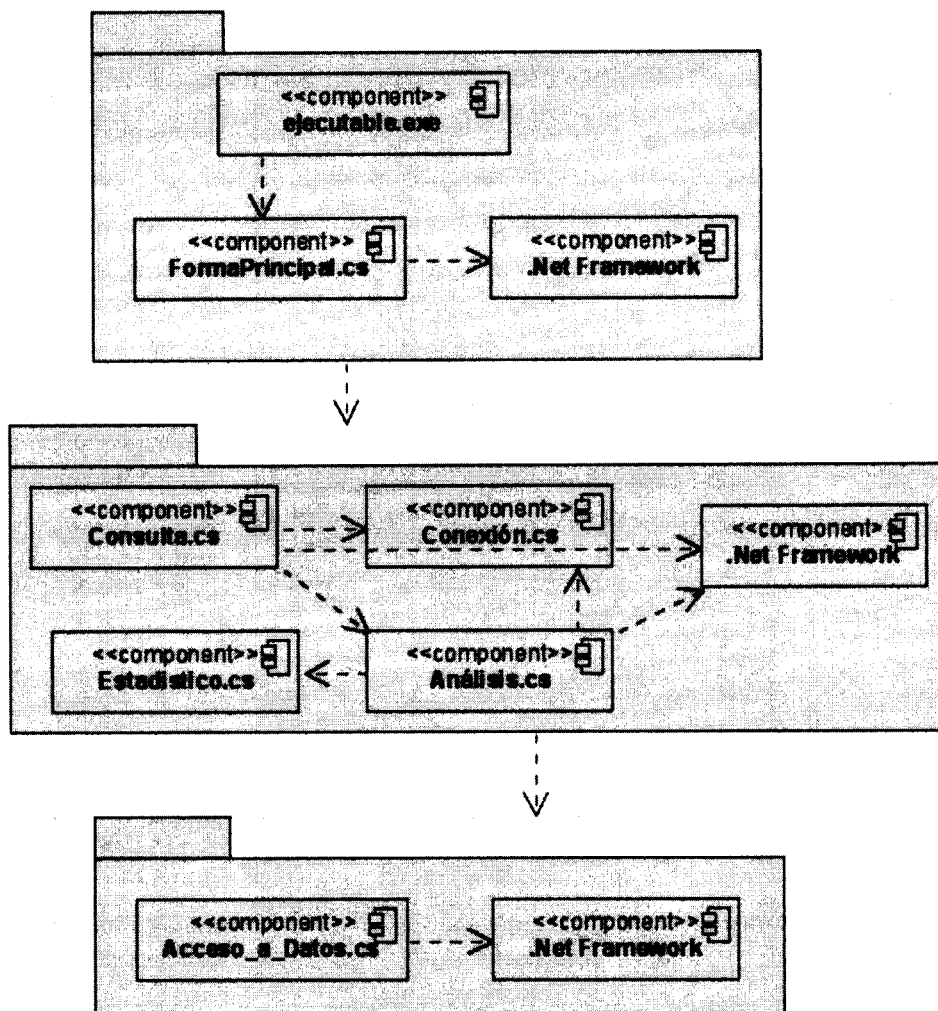 <<component>>
ejecutable.exe
<<component>>
FormaPrincipal.cs
<<component>>
.Net Framework
<<component>>
Consulta.cs
<<component>>
Conexión.cs
<<component>>
.Net Framework
<<component>>
Estadistico.cs
<<component>>
Análisis.cs
<<component>>
Acceso_a_Datos.cs
<<component>>
.Net Framework